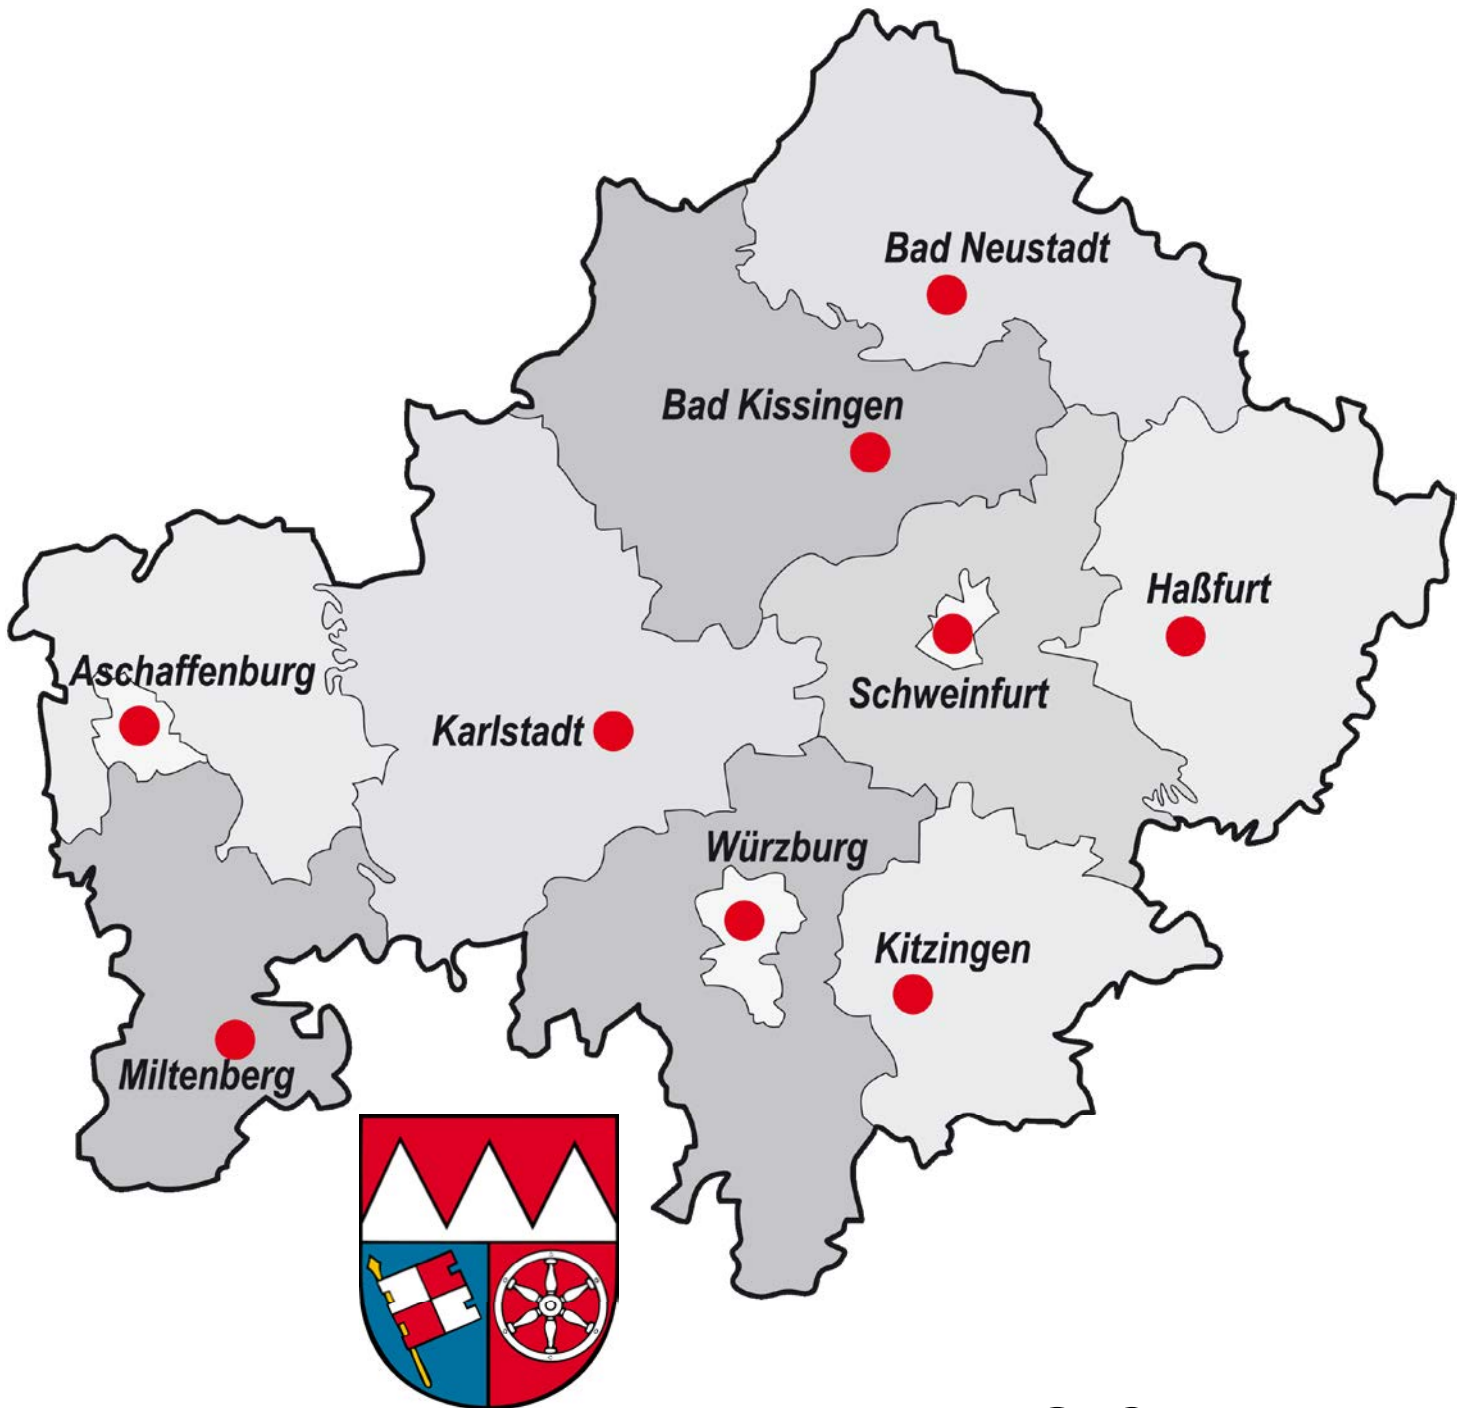 Bad Neustadt
Bad Kissingen
Haßfurt
Aschaffenburg
Schweinfurt
Karlstadt
Würzburg
Kitzingen
Miltenberg